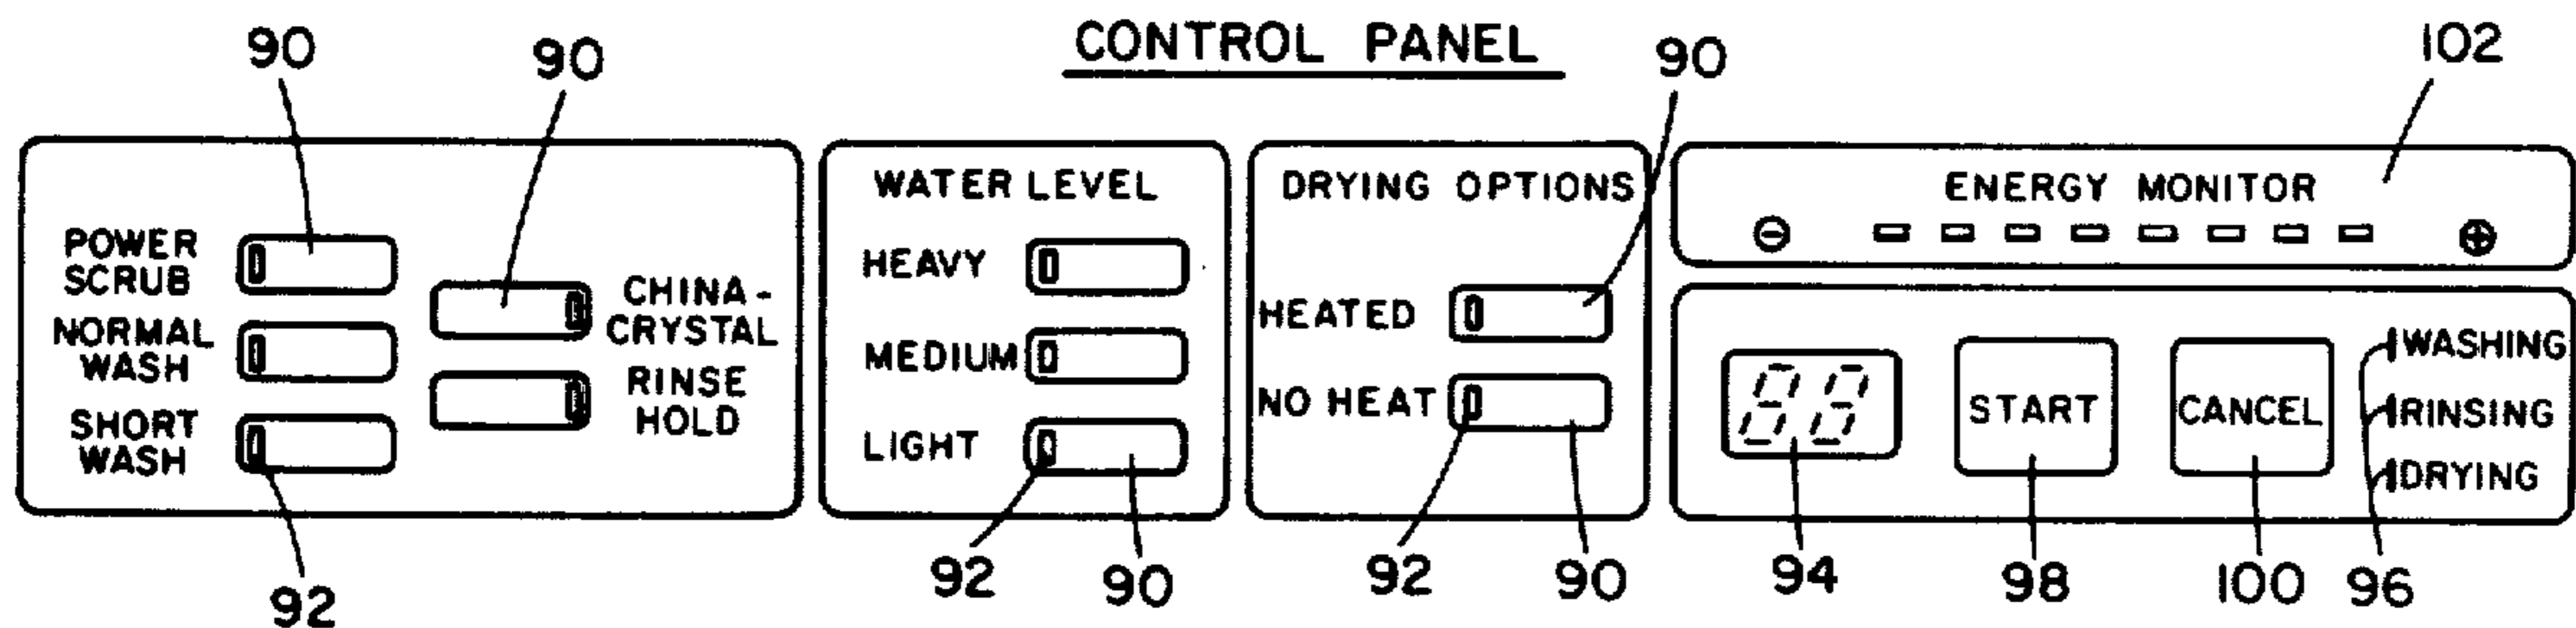 CONTROL PANEL
90
90
90
102
POWER
SCRUB
NORMAL
WASH
SHORT
WASH
CHINA-
CRYSTAL
RINSE
HOLD
92
WATER LEVEL
HEAVY
MEDIUM
LIGHT
92
90
DRYING OPTIONS
HEATED
NO HEAT
92
90
ENERGY MONITOR
⊖ ⊕
88
START
CANCEL
WASHING
RINSING
DRYING
94
98
100
96